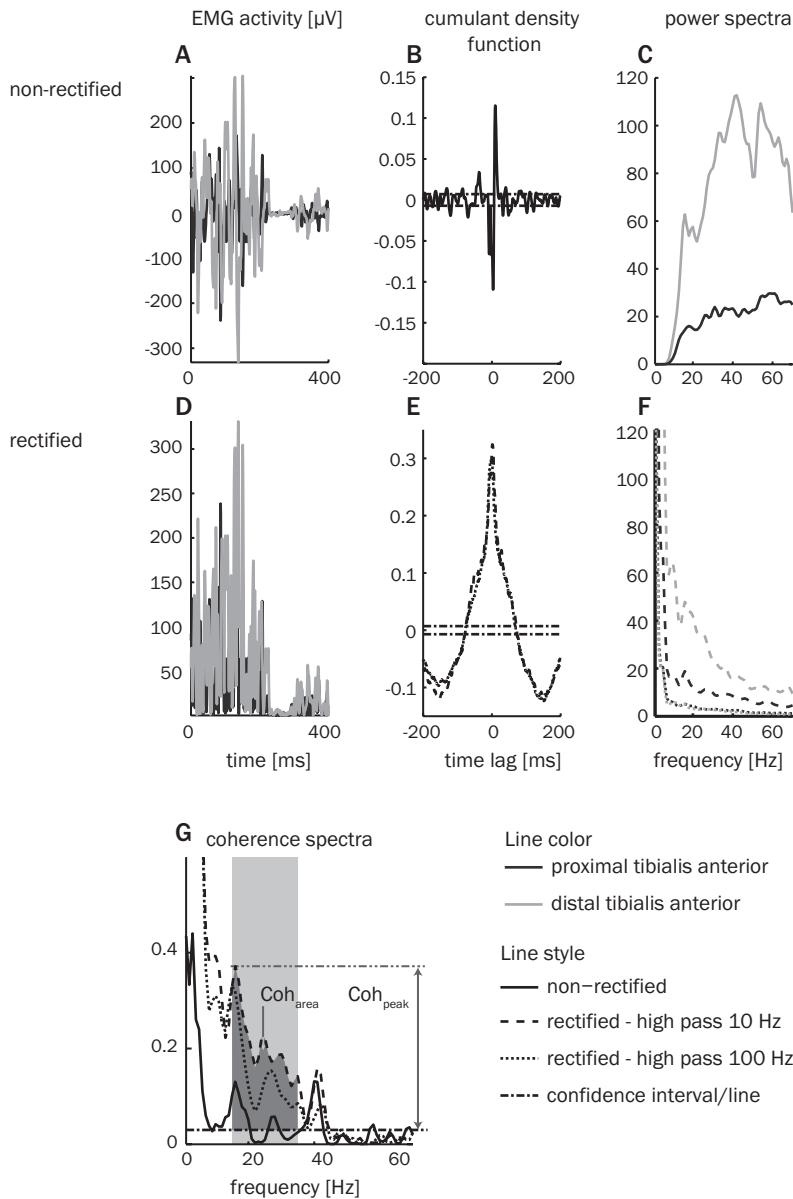 EMG activity [µV]
cumulant density
function
power spectra
A
B
C
non-rectified
200
100
0
-100
-200
-300
0
400
0.15
0.1
0.05
0
-0.05
-0.1
-0.15
-200
0
200
120
100
80
60
40
20
0
0
20
40
60
D
E
F
rectified
300
250
200
150
100
50
0
400
time [ms]
0.3
0.2
0.1
0
-0.1
-200
0
200
time lag [ms]
120
100
80
60
40
20
0
0
20
40
60
frequency [Hz]
G
coherence spectra
0.4
0.2
0
0
20
40
60
frequency [Hz]
Coh area
Coh peak
Line color
proximal tibialis anterior
distal tibialis anterior
Line style
non–rectified
rectified - high pass 10 Hz
rectified - high pass 100 Hz
confidence interval/line